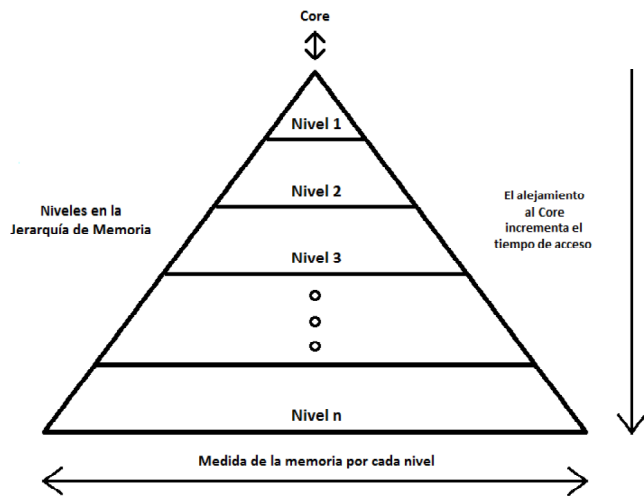 Core
Nivel 1
Nivel 2
Niveles en la
Jerarquía de Memoria
El alejamiento
al Core
incrementa el
tiempo de acceso
Nivel 3
Nivel n
Medida de la memoria por cada nivel